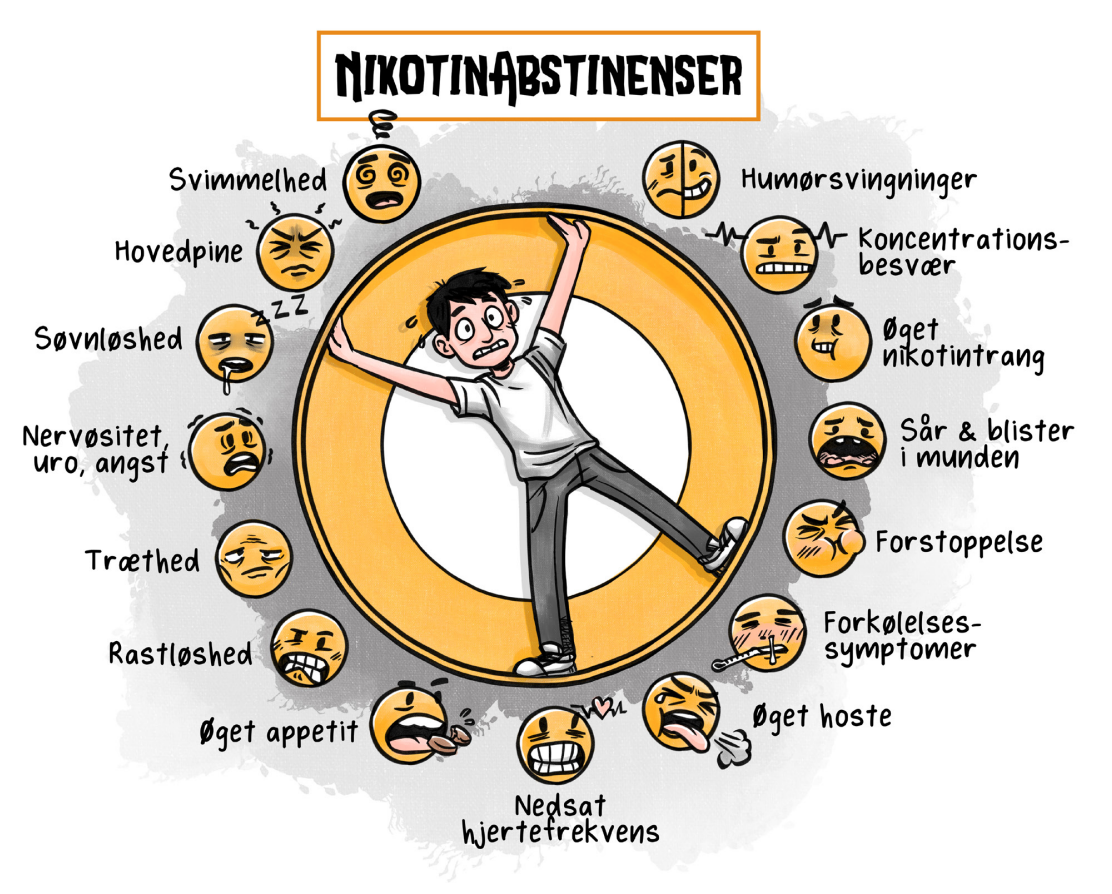 NIKOTINABSTINENSER
Svimmelhed
Hovedpine
zzz
Søvnløshed
Nervøsitet,
uro, angst
Træthed
Rastløshed
Øget appetit
Nedsat
hjertefrekvens
Humørsvingninger
Koncentrations-
besvær
Øget
nikotintrang
Sår & blister
i munden
Forstoppelse
Forkølelses-
symptomer
Øget hoste